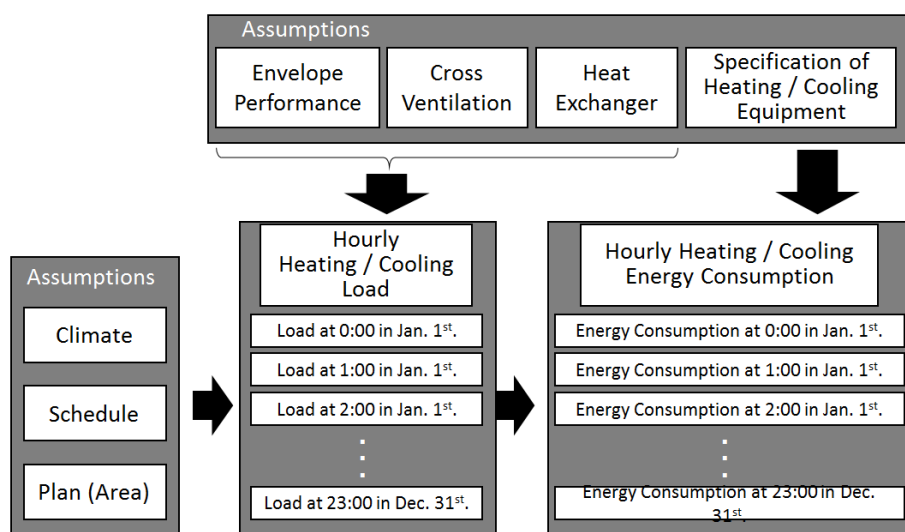 Assumptions
Envelope
Performance
Cross
Ventilation
Heat
Exchanger
Specification of
Heating / Cooling
Equipment
Assumptions
Climate
Schedule
Plan (Area)
Hourly
Heating / Cooling
Load
Load at 0:00 in Jan. 1st.
Load at 1:00 in Jan. 1st.
Load at 2:00 in Jan. 1st.
Load at 23:00 in Dec. 31st.
Hourly Heating / Cooling
Energy Consumption
Energy Consumption at 0:00 in Jan. 1st.
Energy Consumption at 1:00 in Jan. 1st.
Energy Consumption at 2:00 in Jan. 1st.
Energy Consumption at 23:00 in Dec.
31st.